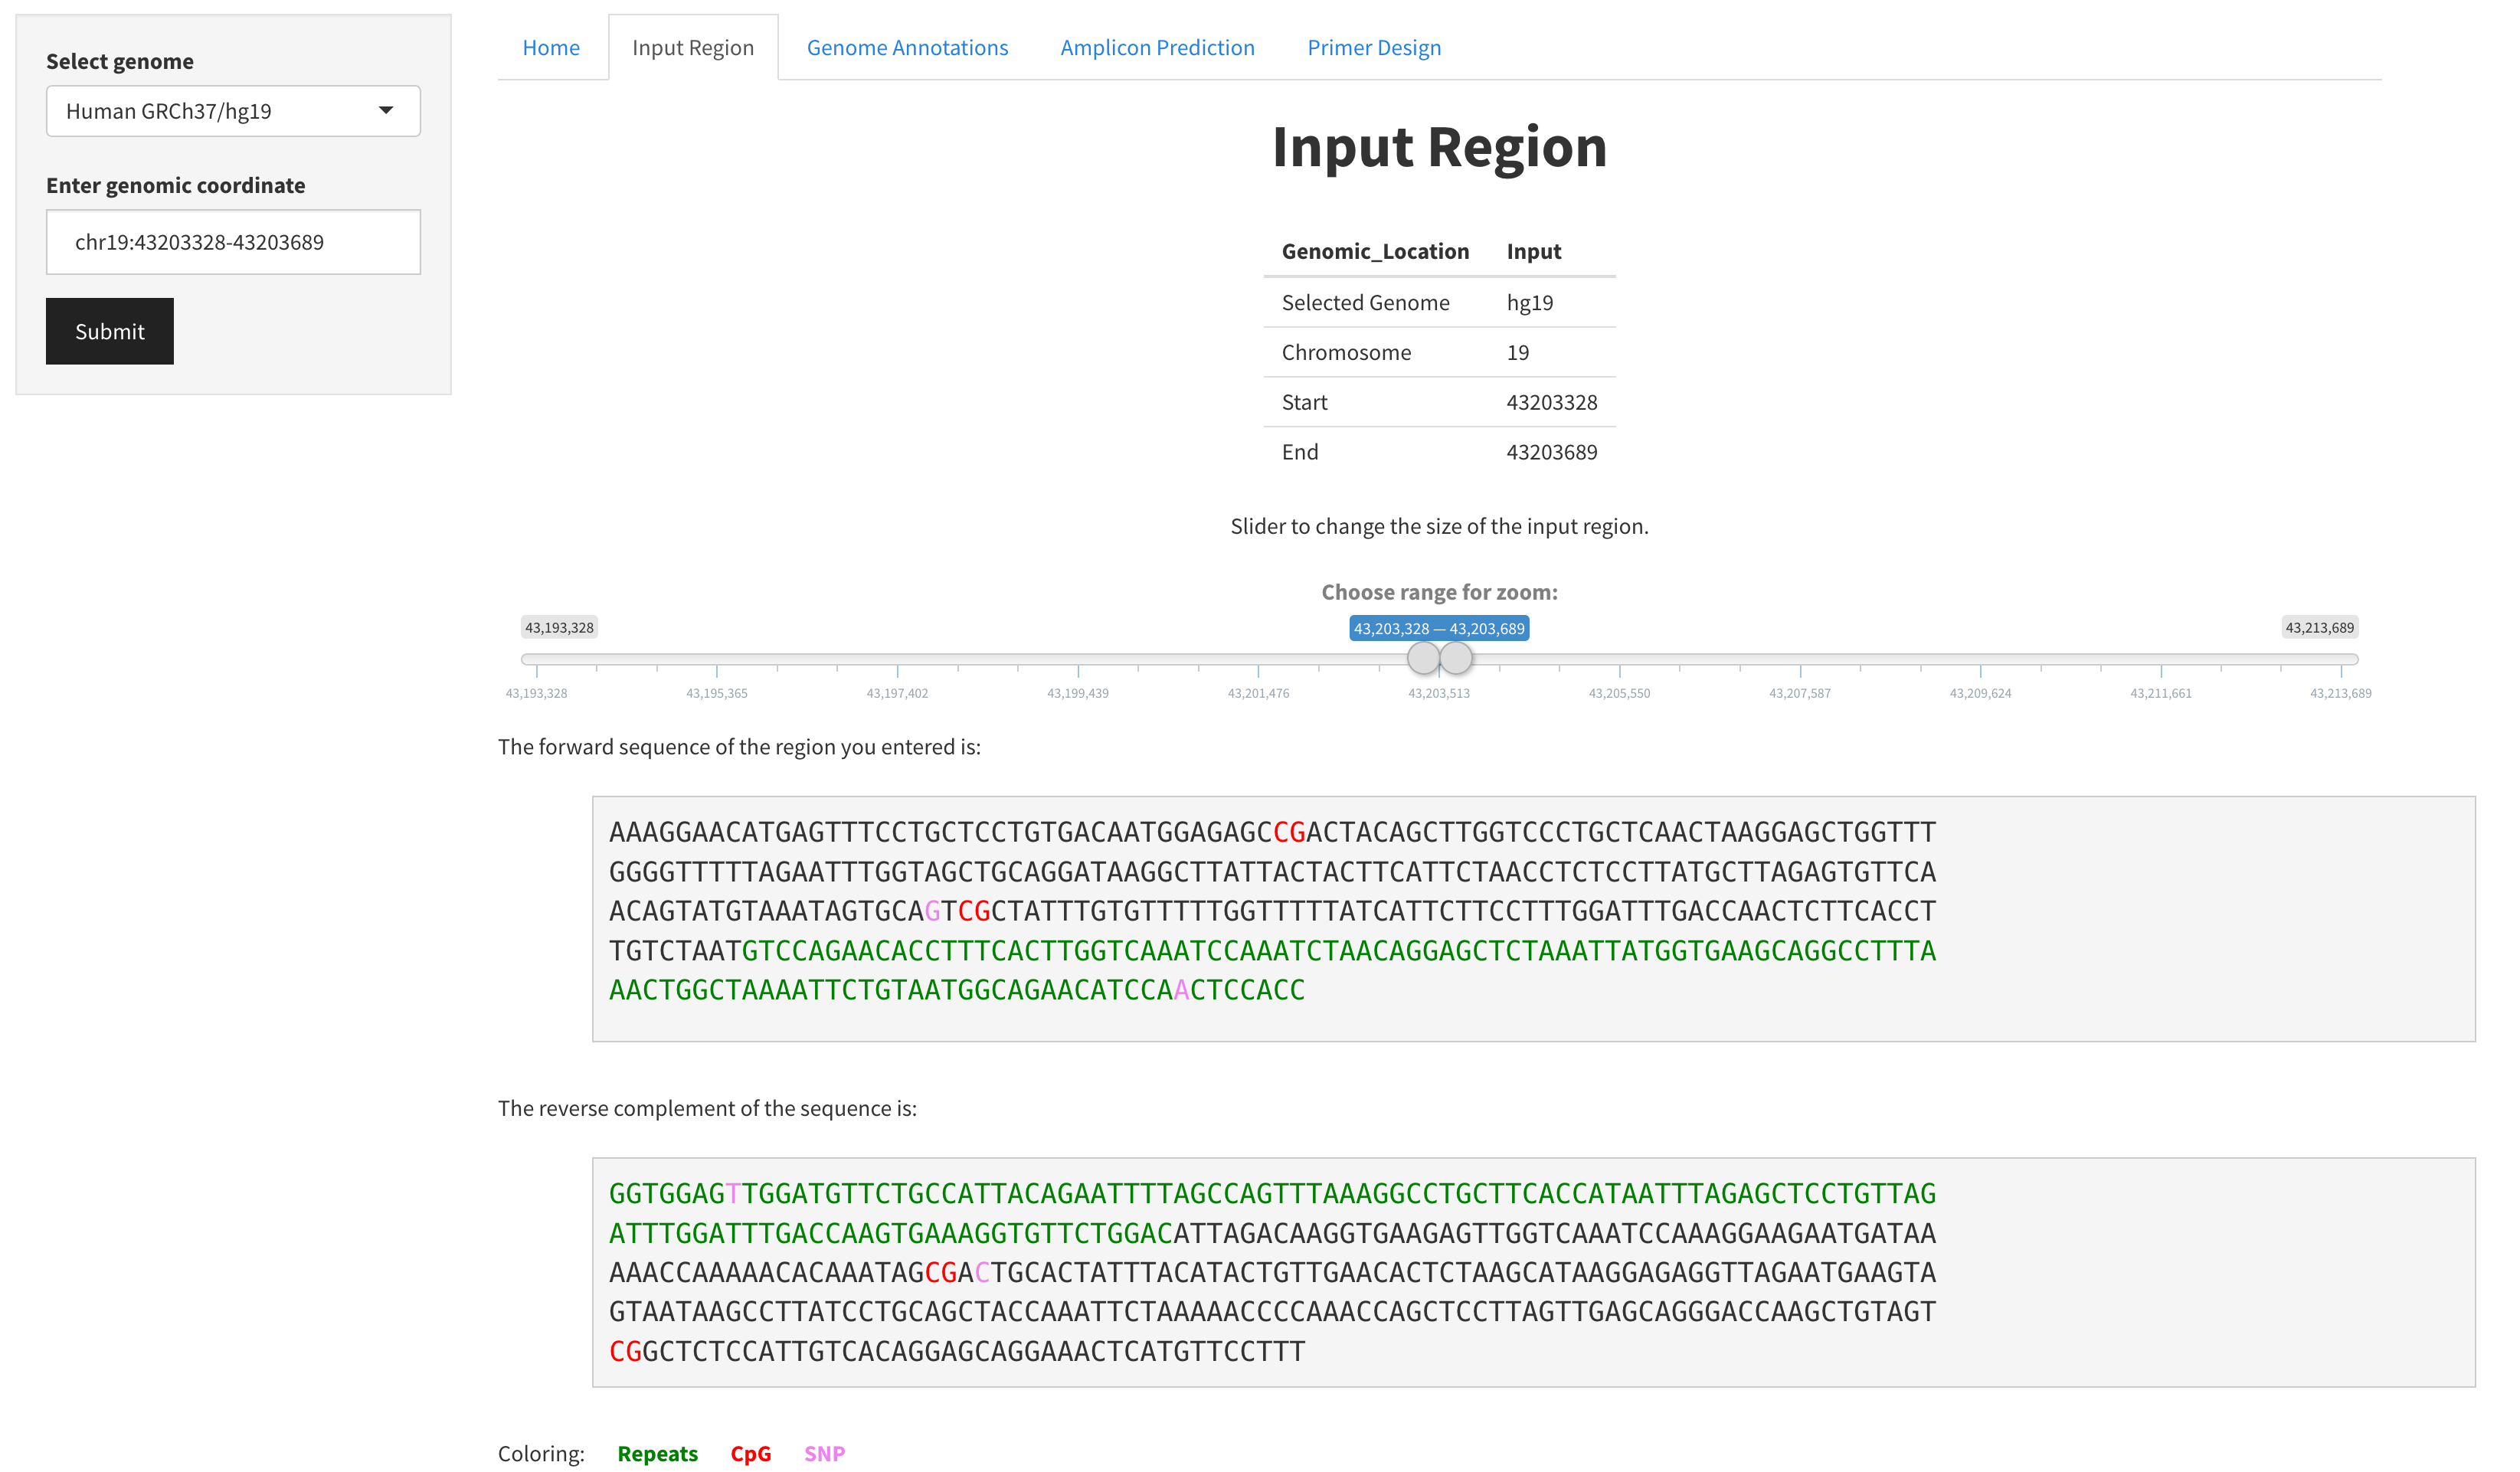 Select genome
Human GRCh37/hg19
Enter genomic coordinate
chr19:43203328-43203689
Submit
Home Input Region Genome Annotations Amplicon Prediction Primer Design
Input Region
Genomic_Location Input
Selected Genome hg19
Chromosome 19
Start 43203328
End 43203689
Slider to change the size of the input region.
Choose range for zoom:
43,193,328 43,203,328 — 43,203,689 43,213,689
43,193,328 43,195,365 43,197,402 43,199,439 43,201,476 43,203,513 43,205,550 43,207,587 43,209,624 43,211,661 43,213,689
The forward sequence of the region you entered is:
AAAGGAACATGAGTTTCCTGCTCCTGTGACAATGGAGAGCCGACTACAGCTTGGTCCCTGCTCAACTAAGGAGCTGGTTT
GGGGTTTTTAGAATTTGGTAGCTGCAGGATAAGGCTTATTACTACTTCATTCTAACCTCTCCTTATGCTTAGAGTGTTCA
ACAGTATGTAAATAGTGCAGTCGCTATTTGTGTTTTTGGTTTTTATCATTCTTCCTTTGGATTTGACCAACTCTTCACCT
TGTCTAATGTCCAGAACACCTTTCACTTGGTCAAATCCAAATCTAACAGGAGCTCTAAATTATGGTGAAGCAGGCCTTTA
AACTGGCTAAAATTCTGTAATGGCAGAACATCCAACTCCACC
The reverse complement of the sequence is:
GGTGGAGTTGGATGTTCTGCCATTACAGAATTTTAGCCAGTTTAAAGGCCTGCTTCACCATAATTTAGAGCTCCTGTTAG
ATTTGGATTTGACCAAGTGAAAGGTGTTCTGGACATTAGACAAGGTGAAGAGTTGGTCAAATCCAAAGGAAGAATGATAA
AAACCAAAAACACAAATAGCGACTGCACTATTTACATACTGTTGAACACTCTAAGCATAAGGAGAGGTTAGAATGAAGTA
GTAATAAGCCTTATCCTGCAGCTACCAAATTCTAAAAACCCCAAACCAGCTCCTTAGTTGAGCAGGGACCAAGCTGTAGT
CGGCTCTCCATTGTCACAGGAGCAGGAAACTCATGTTCCTTT
Coloring: Repeats CpG SNP